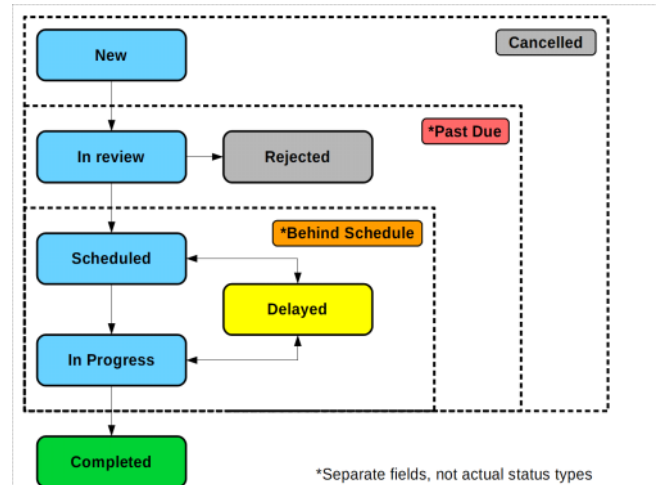 Cancelled
New
*Past Due
In review
Rejected
*Behind Schedule
Scheduled
Delayed
In Progress
Completed
*Separate fields, not actual status types